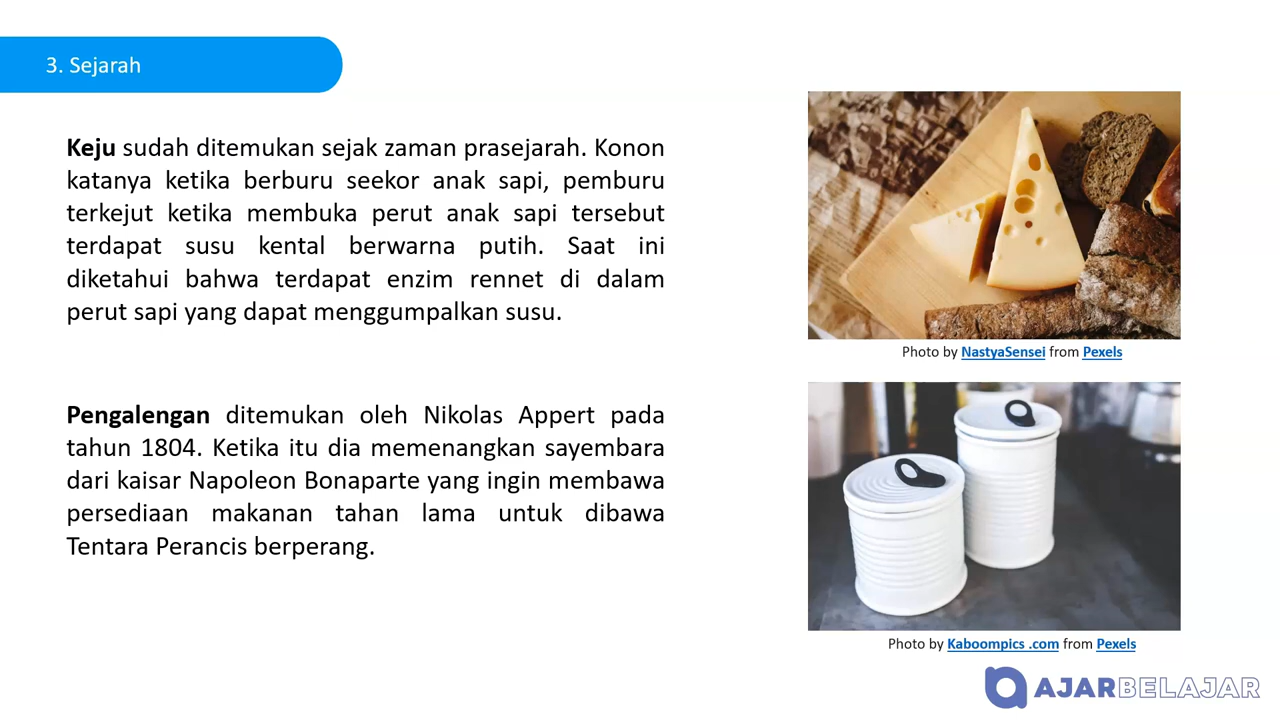 3. Sejarah
Keju sudah ditemukan sejak zaman prasejarah. Konon
katanya ketika berburu seekor anak sapi, pemburu
terkejut ketika membuka perut anak sapi tersebut
terdapat susu kental berwarna putih. Saat ini
diketahui bahwa terdapat enzim rennet di dalam
perut sapi yang dapat menggumpalkan susu.
Pengalengan ditemukan oleh Nikolas Appert pada
tahun 1804. Ketika itu dia memenangkan sayembara
dari kaisar Napoleon Bonaparte yang ingin membawa
persediaan makanan tahan lama untuk dibawa
Tentara Perancis berperang.
Photo by NastyaSensei from Pexels
Photo by Kaboompics .com from Pexels
AJARBELAJAR